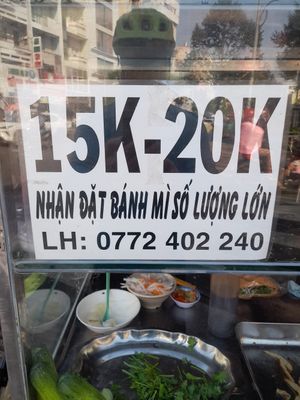 15K-20K
NHẬN ĐẶT BÁNH MÌ SỐ LƯỢNG LỚN
LH: 0772 402 240